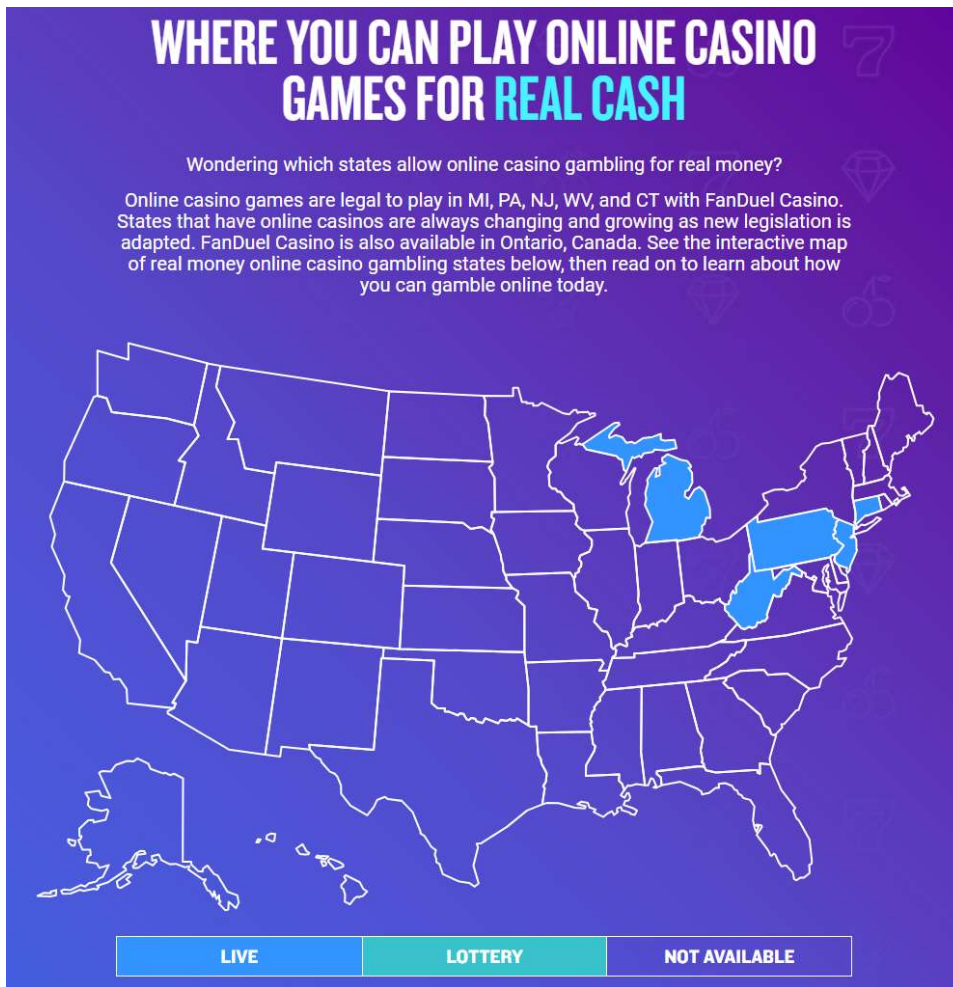 WHERE YOU CAN PLAY ONLINE CASINO
GAMES FOR REAL CASH
Wondering which states allow online casino gambling for real money?
Online casino games are legal to play in MI, PA, NJ, WV, and CT with FanDuel Casino.
States that have online casinos are always changing and growing as new legislation is
adapted. FanDuel Casino is also available in Ontario, Canada. See the interactive map
of real money online casino gambling states below, then read on to learn about how
you can gamble online today.
LIVE
LOTTERY
NOT AVAILABLE